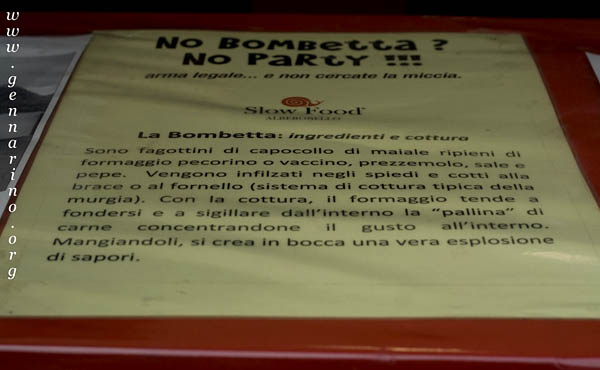 www.gennarino.org
No Bombetta ?
No Party !!!
arma legale... e non cercate la miccia.
Slow Food®
ALBEROBELLO
La Bombetta: ingredienti e cottura
Sono fagottini di capocollo di maiale ripieni di
formaggio pecorino o vaccino, prezzemolo, sale e
pepe. Vengono infilzati negli spiedi e cotti alla
brace o al fornello (sistema di cottura tipica della
murgia). Con la cottura, il formaggio tende a
fondersi e a sigillare dall'interno la "pallina" di
carne concentrandone il gusto all'interno.
Mangiandoli, si crea in bocca una vera esplosione
di sapori.